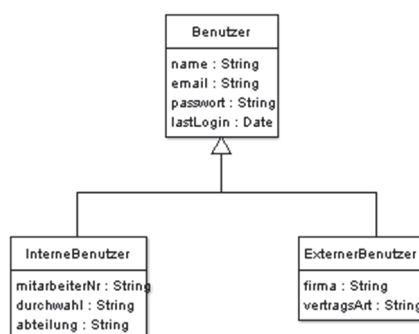 Benutzer
name : String
email : String
passwort : String
lastLogin : Date
InterneBenutzer
mitarbeiterNr : String
durchwahl : String
abteilung : String
ExternerBenutzer
firma : String
vertragsArt : String